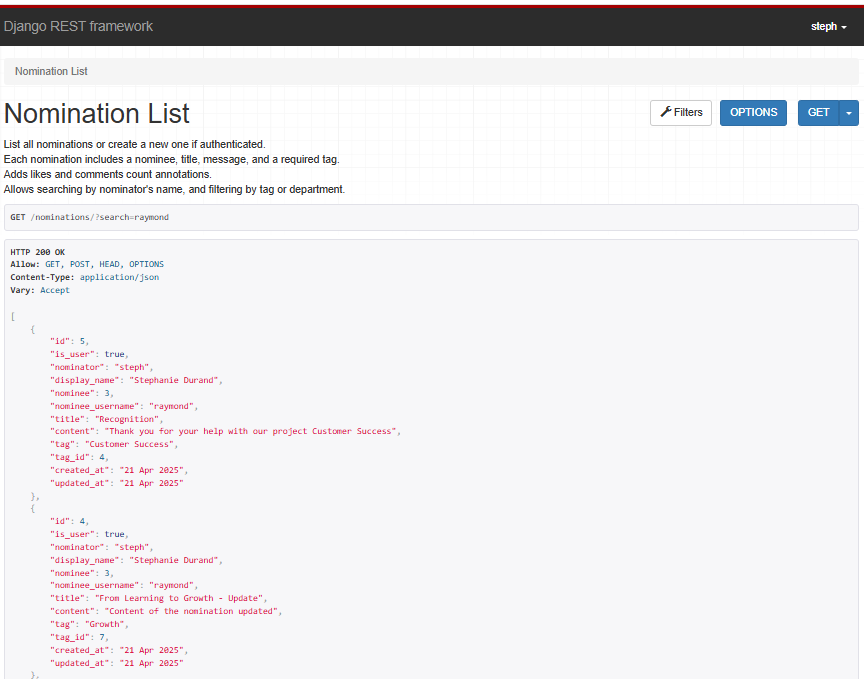 Django REST framework
steph
Nomination List
Nomination List
Filters
OPTIONS
GET
List all nominations or create a new one if authenticated.
Each nomination includes a nominee, title, message, and a required tag.
Adds likes and comments count annotations.
Allows searching by nominator's name, and filtering by tag or department.
GET /nominations/?search=raymond
HTTP 200 OK
Allow: GET, POST, HEAD, OPTIONS
Content-Type: application/json
Vary: Accept
[
    {
        "id": 5,
        "is_user": true,
        "nominator": "steph",
        "display_name": "Stephanie Durand",
        "nominee": 3,
        "nominee_username": "raymond",
        "title": "Recognition",
        "content": "Thank you for your help with our project Customer Success",
        "tag": "Customer Success",
        "tag_id": 4,
        "created_at": "21 Apr 2025",
        "updated_at": "21 Apr 2025"
    },
    {
        "id": 4,
        "is_user": true,
        "nominator": "steph",
        "display_name": "Stephanie Durand",
        "nominee": 3,
        "nominee_username": "raymond",
        "title": "From Learning to Growth - Update",
        "content": "Content of the nomination updated",
        "tag": "Growth",
        "tag_id": 7,
        "created_at": "21 Apr 2025",
        "updated_at": "21 Apr 2025"
    },